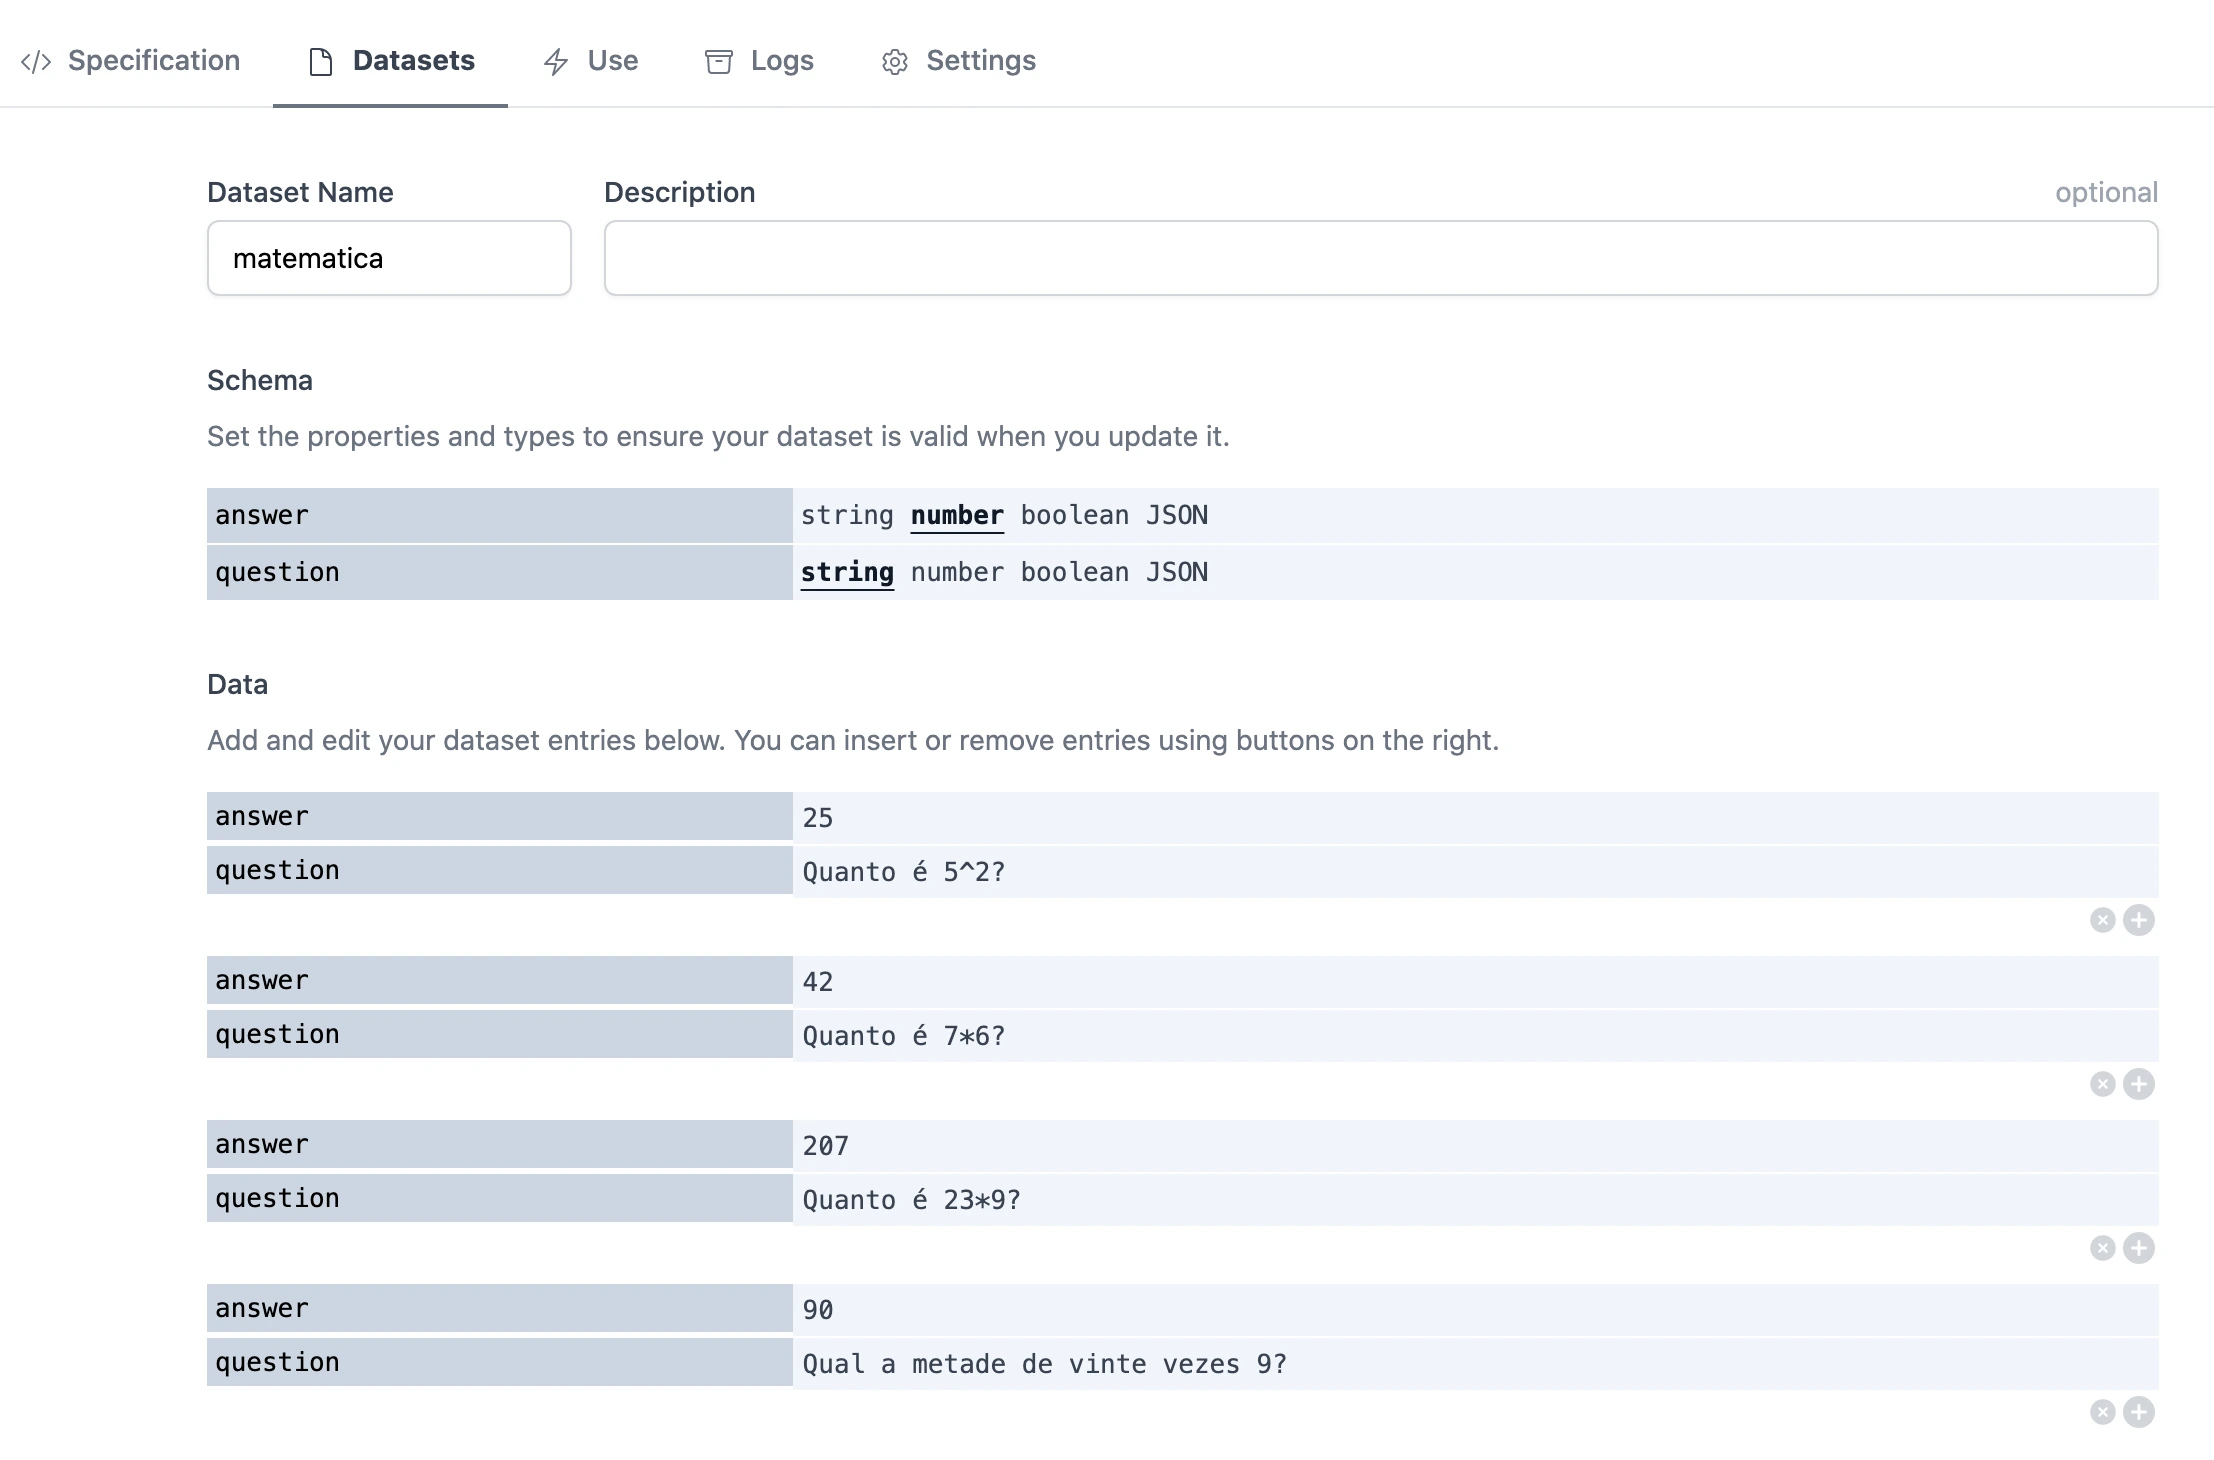 Specification Datasets Use Logs Settings
Dataset Name Description optional
matematica
Schema
Set the properties and types to ensure your dataset is valid when you update it.
answer string number boolean JSON
question string number boolean JSON
Data
Add and edit your dataset entries below. You can insert or remove entries using buttons on the right.
answer 25
question Quanto é 5^2?
answer 42
question Quanto é 7*6?
answer 207
question Quanto é 23*9?
answer 90
question Qual a metade de vinte vezes 9?